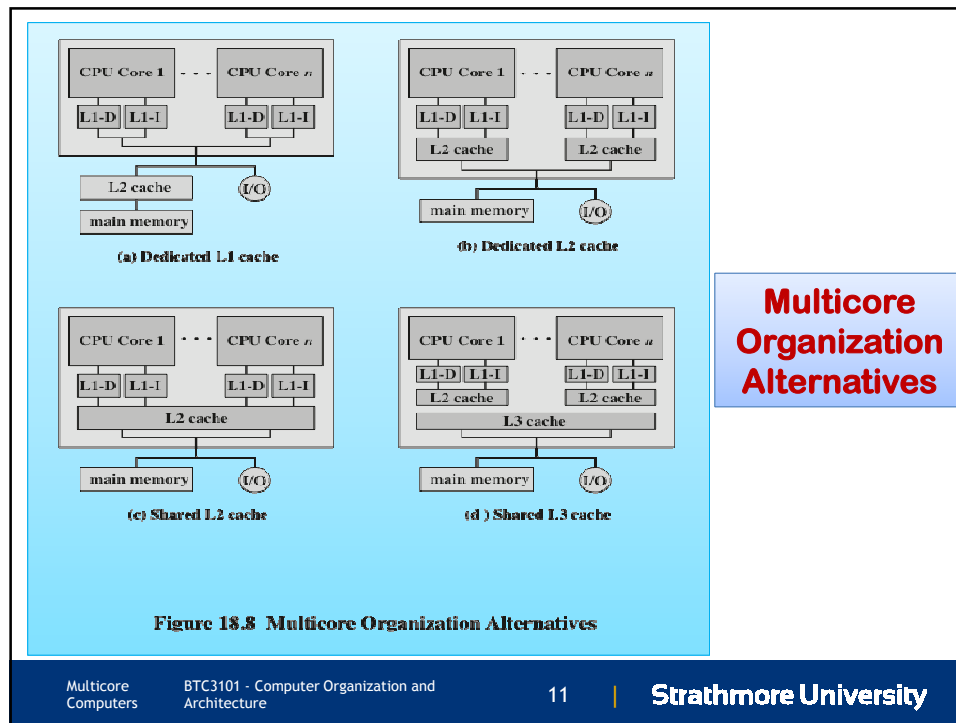 CPU Core 1 - - - CPU Core n
L1-D L1-I L1-D L1-I
L2 cache I/O
main memory
(a) Dedicated L1 cache
CPU Core 1 - - - CPU Core n
L1-D L1-I L1-D L1-I
L2 cache L2 cache
main memory I/O
(b) Dedicated L2 cache
CPU Core 1 - - - CPU Core n
L1-D L1-I L1-D L1-I
L2 cache
main memory I/O
(c) Shared L2 cache
CPU Core 1 - - - CPU Core n
L1-D L1-I L1-D L1-I
L2 cache L2 cache
L3 cache
main memory I/O
(d ) Shared L3 cache
Figure 18.8 Multicore Organization Alternatives
Multicore
Organization
Alternatives
Multicore
Computers
BTC3101 - Computer Organization and
Architecture
11 |
Strathmore University